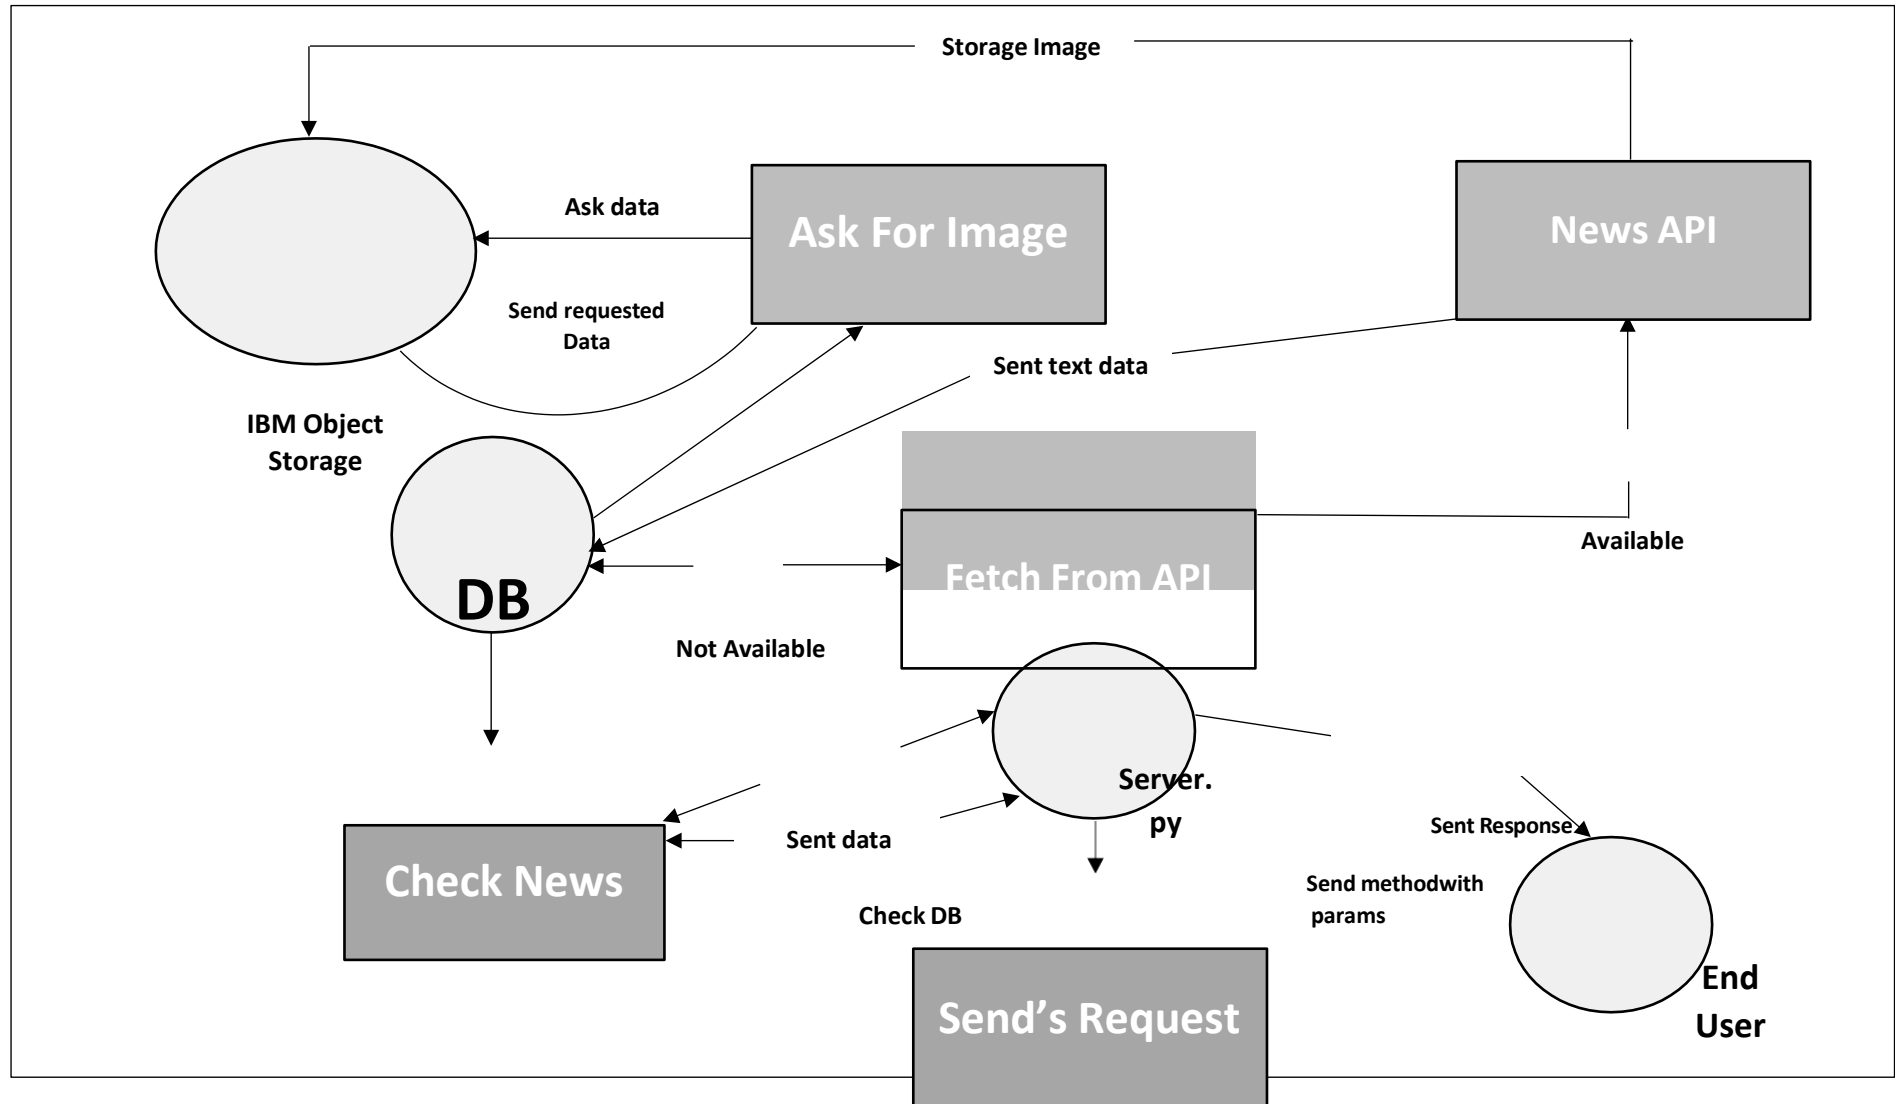 Storage Image
Ask data
Ask For Image
News API
Send requested
Data
Sent text data
IBM Object
Storage
Available
Fetch From API
DB
Not Available
Server.
py
Sent data
Sent Response
Check News
Send methodwith
params
Check DB
End
User
Send’s Request